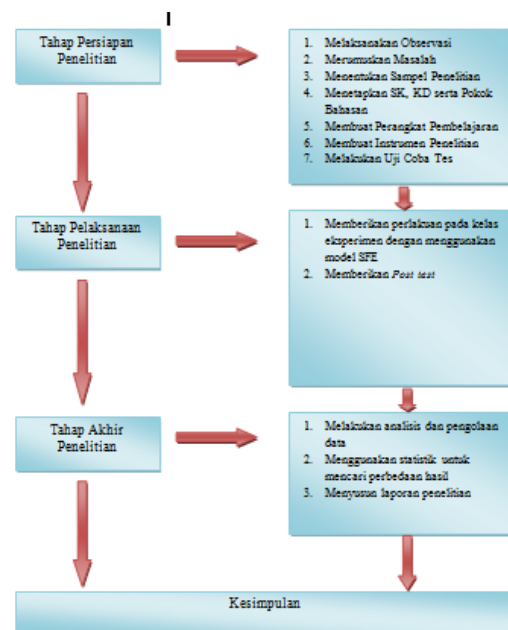 I
Tahap Persiapan
Penelitian
1. Melaksanakan Observasi
2. Merumuskan Masalah
3. Menentukan Sampel Penelitian
4. Menetapkan SK, KD serta Pokok
Bahasan
5. Membuat Perangkat Pembelajaran
6. Membuat Instrumen Penelitian
7. Melakukan Uji Coba Tes
Tahap Pelaksanaan
Penelitian
1. Memberikan perlakuan pada kelas
eksperimen dengan menggunakan
model SFE
2. Memberikan Post test
Tahap Akhir
Penelitian
1. Melakukan analisis dan pengolaan
data
2. Menggunakan statistik untuk
mencari perbedaan hasil
3. Menyusun laporan penelitian
Kesimpulan